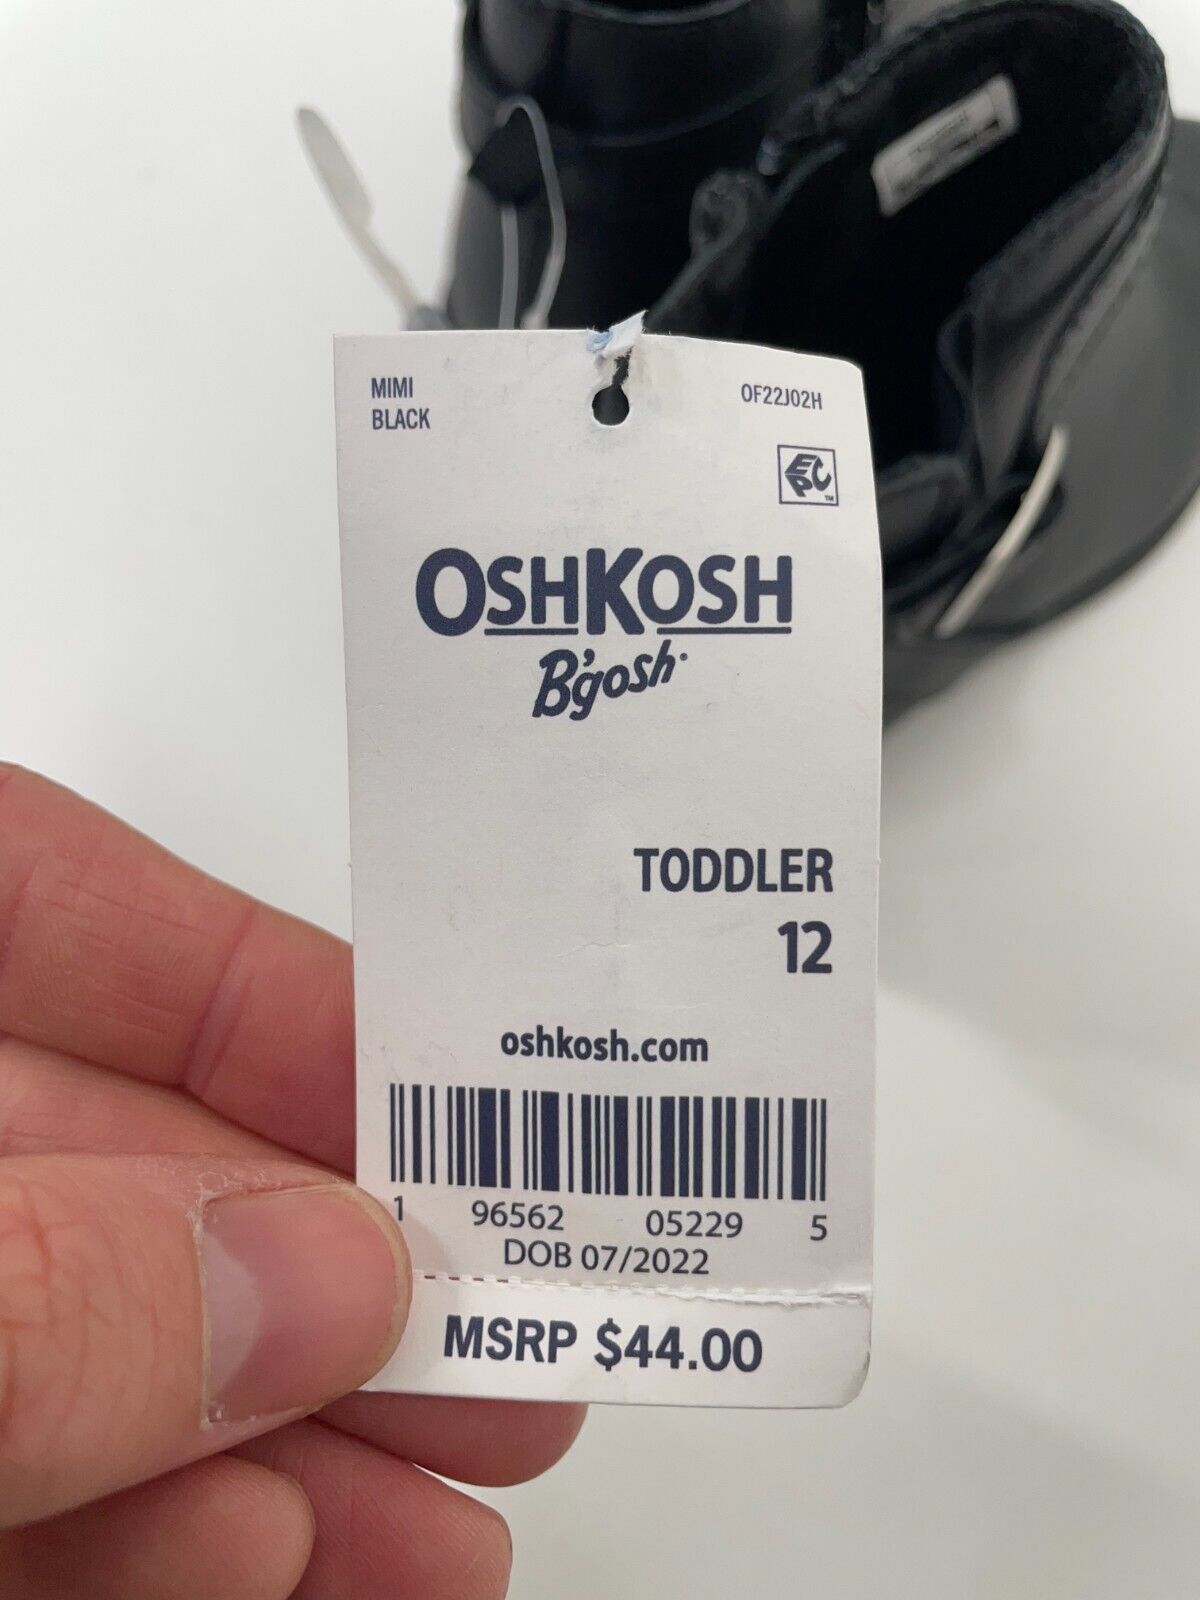 MIMI
BLACK
OF22J02H
EPC™
OSHKOSH
B'gosh
TODDLER
12
oshkosh.com
1 96562 05229 5
DOB 07/2022
MSRP $44.00